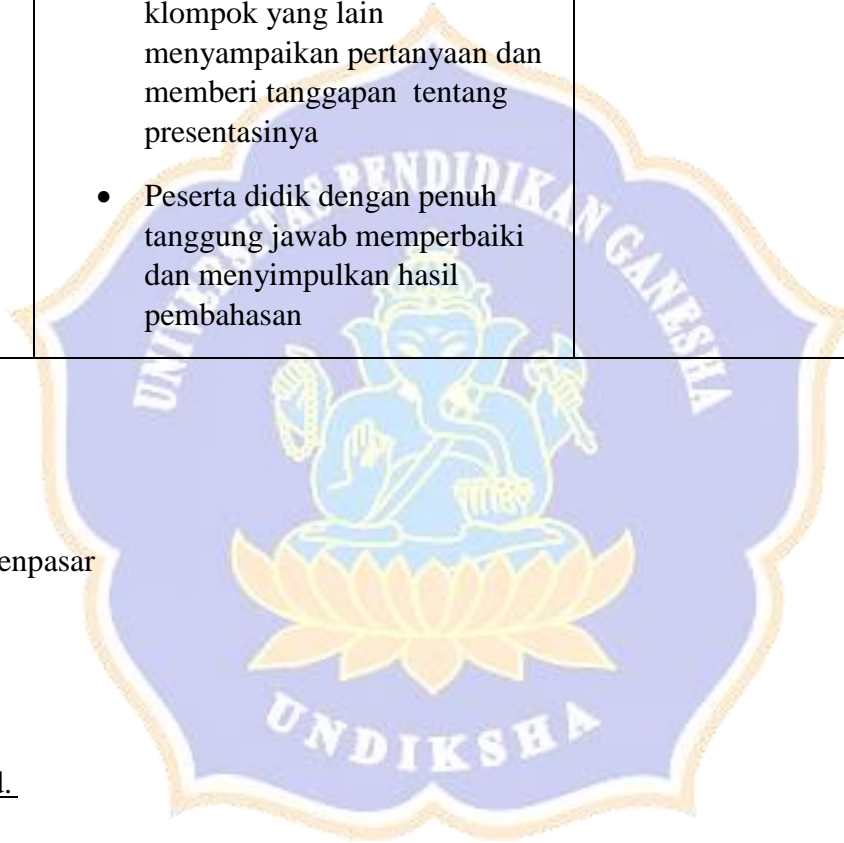 klompok yang lain
menyampaikan pertanyaan dan
memberi tanggapan tentang
presentasinya
• Peserta didik dengan penuh
tanggung jawab memperbaiki
dan menyimpulkan hasil
pembahasan
UNIVERSITAS PENDIDIKAN GANESHA
enpasar
UNDIKSHA
d.